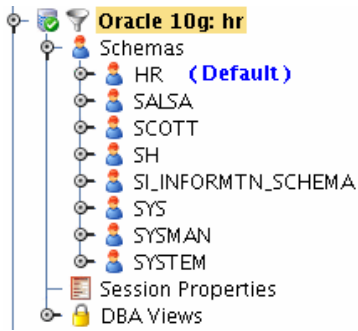 Oracle 10g: hr
Schemas
HR (Default)
SALSA
SCOTT
SH
SI_INFORMTN_SCHEMA
SYS
SYSMAN
SYSTEM
Session Properties
DBA Views